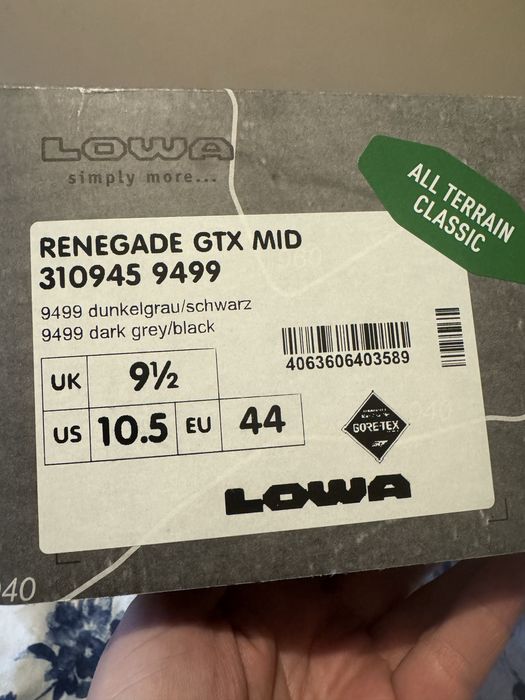 LOWA
simply more...
ALL TERRAIN
CLASSIC
RENEGADE GTX MID
310945 9499
9499 dunkelgrau/schwarz
9499 dark grey/black
4063606403589
UK 9½
US 10.5 EU 44
GORE-TEX
LOWA
040